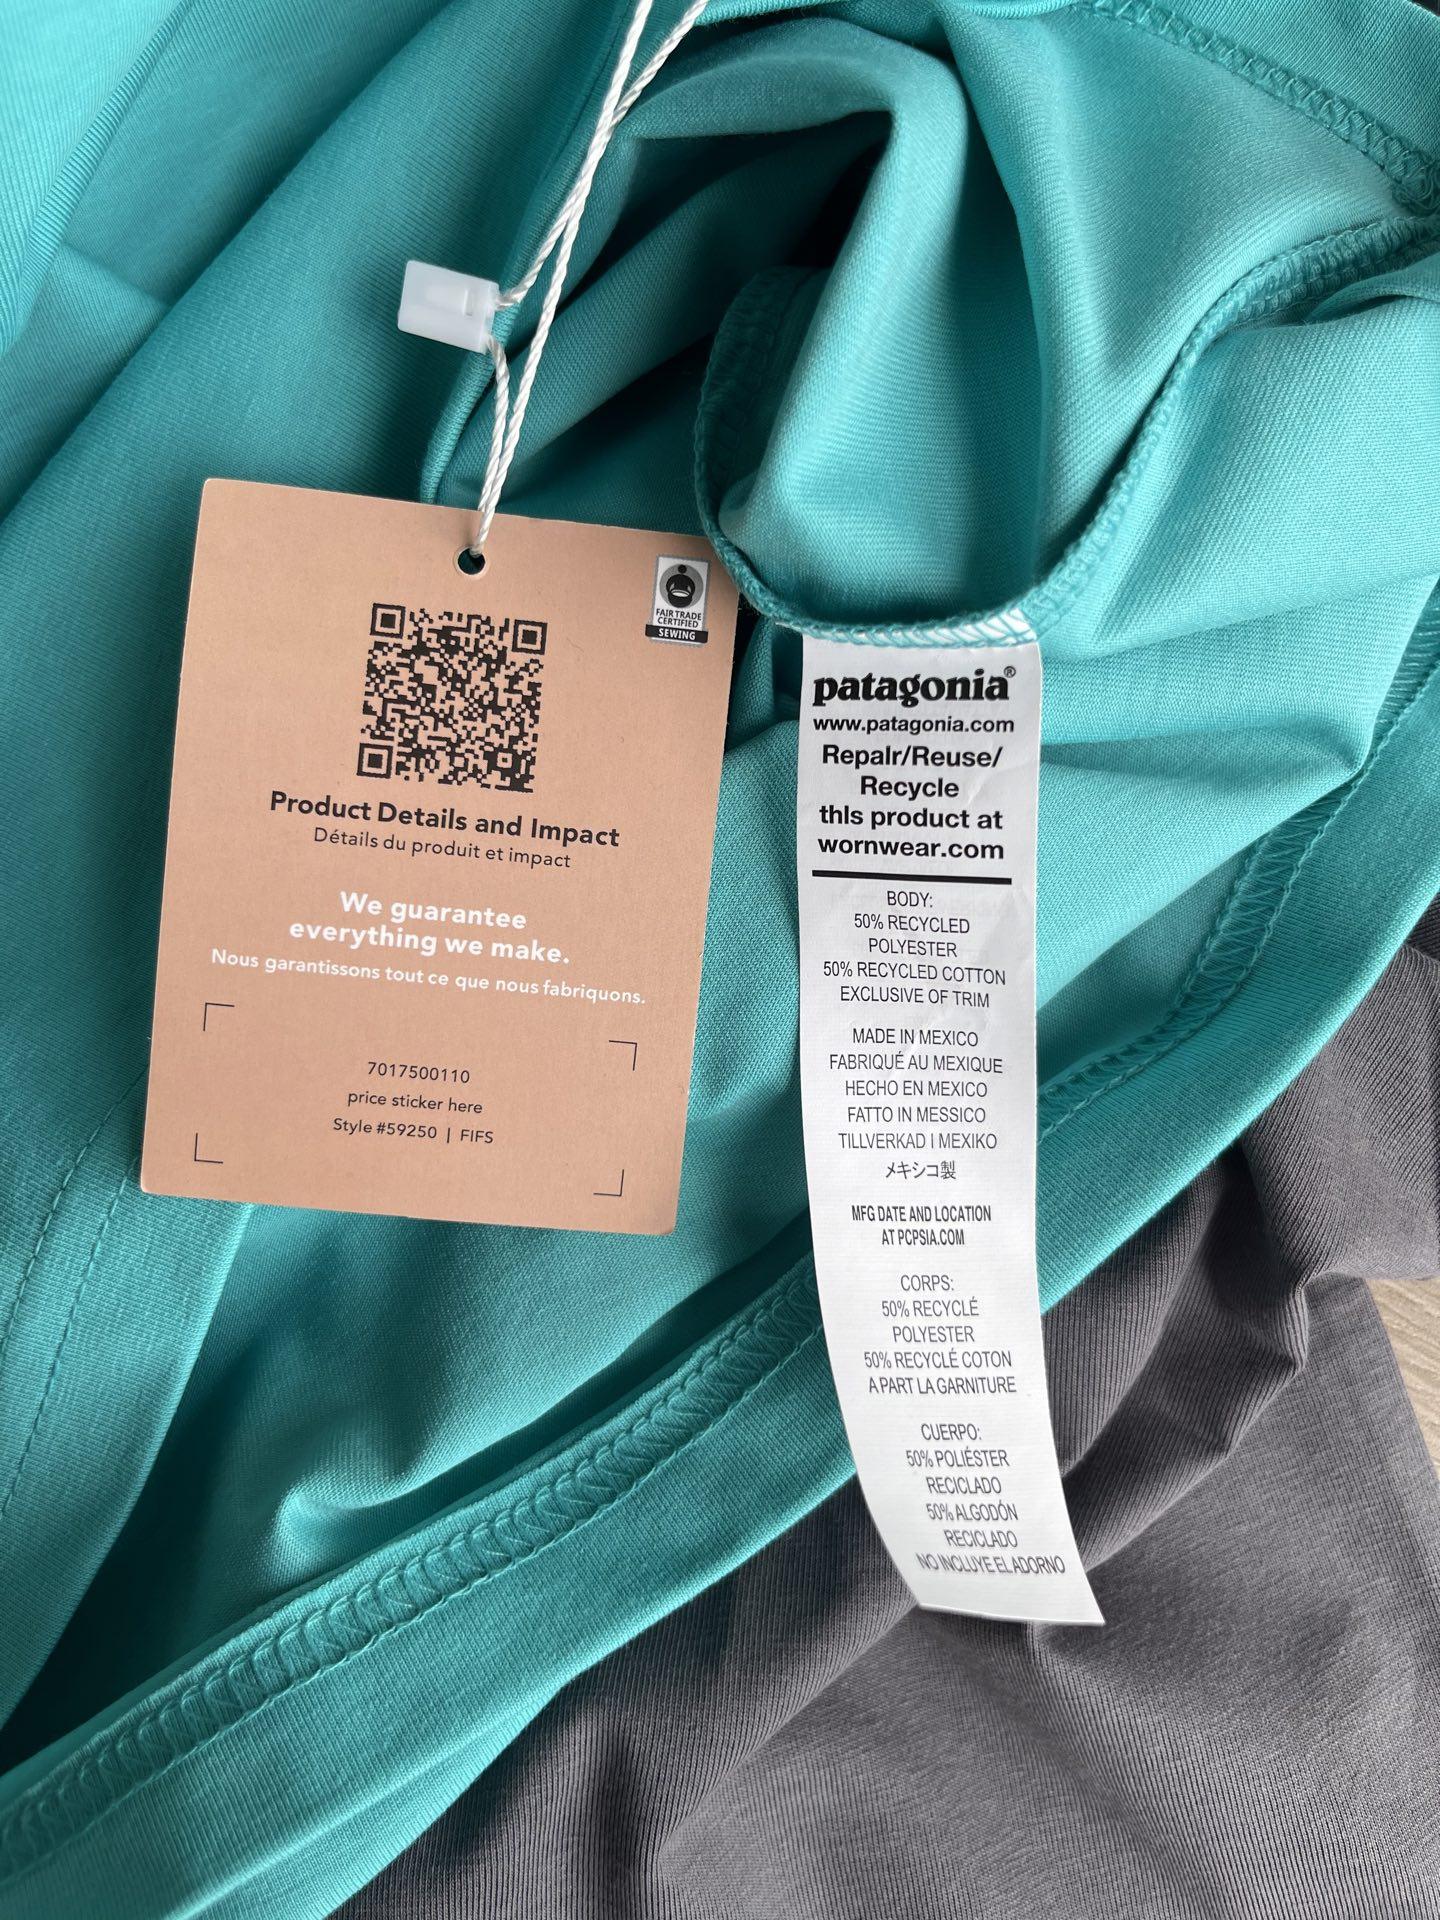 FAIR TRADE
CERTIFIED
SEWING
Product Details and Impact
Détails du produit et impact
We guarantee
everything we make.
Nous garantissons tout ce que nous fabriquons.
7017500110
price sticker here
Style #59250 | FIFS
patagonia®
www.patagonia.com
Repair/Reuse/
Recycle
this product at
wornwear.com
BODY:
50% RECYCLED
POLYESTER
50% RECYCLED COTTON
EXCLUSIVE OF TRIM
MADE IN MEXICO
FABRIQUÉ AU MEXIQUE
HECHO EN MEXICO
FATTO IN MESSICO
TILLVERKAD I MEXIKO
メキシコ製
MFG DATE AND LOCATION
AT PCPSIA.COM
CORPS:
50% RECYCLÉ
POLYESTER
50% RECYCLÉ COTON
A PART LA GARNITURE
CUERPO:
50% POLIÉSTER
RECICLADO
50% ALGODÓN
RECICLADO
NO INCLUYE EL ADORNO